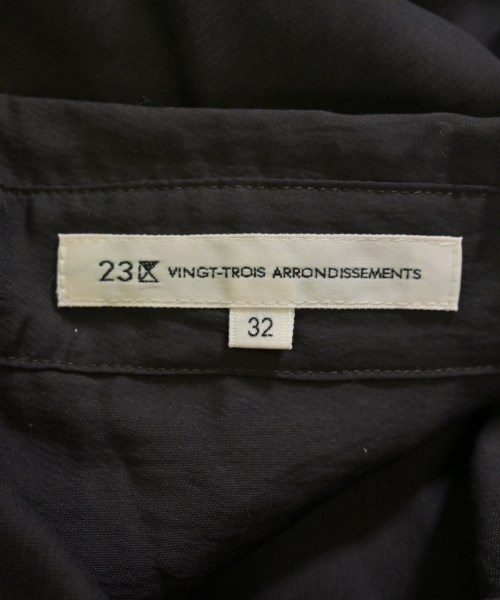 23区 VINGT-TROIS ARRONDISSEMENTS
32